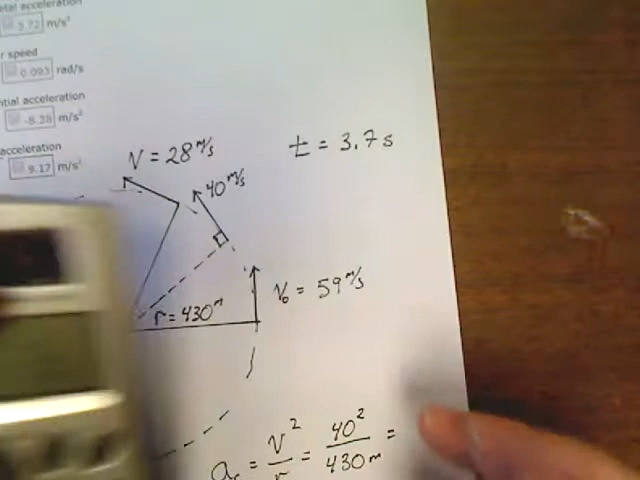 etal acceleration
3.72 m/s²
r speed
0.093 rad/s
ntial acceleration
-8.38 m/s²
acceleration
9.17 m/s²
V = 28 m/s
t = 3.7 s
40 m/s
V₀ = 59 m/s
r = 430 m
= V²/r = 40²/430 m =